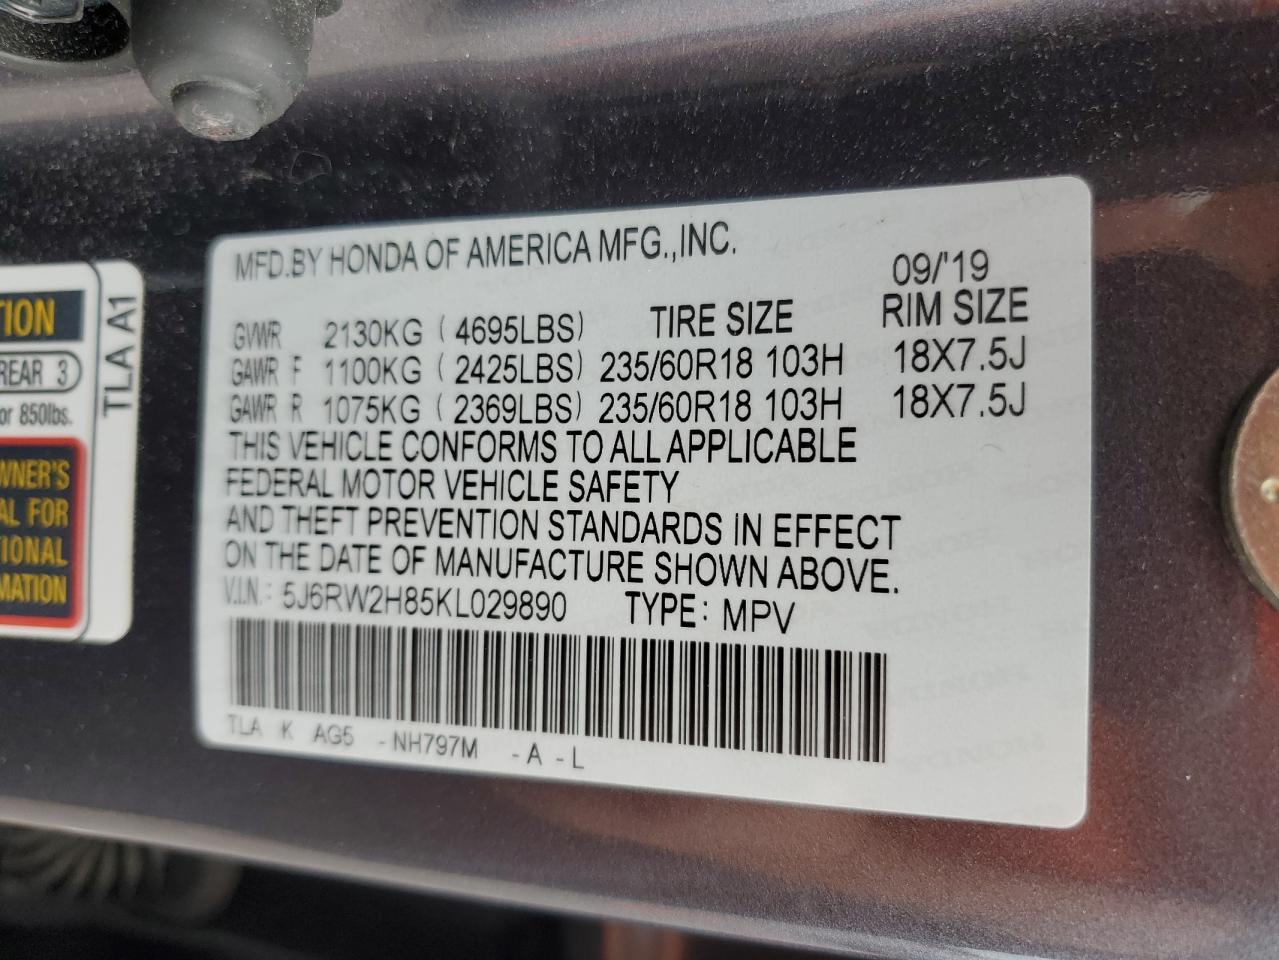 MFD.BY HONDA OF AMERICA MFG.,INC.
09/'19
GVWR 2130KG ( 4695LBS) TIRE SIZE RIM SIZE
GAWR F 1100KG ( 2425LBS) 235/60R18 103H 18X7.5J
GAWR R 1075KG ( 2369LBS) 235/60R18 103H 18X7.5J
THIS VEHICLE CONFORMS TO ALL APPLICABLE
FEDERAL MOTOR VEHICLE SAFETY
AND THEFT PREVENTION STANDARDS IN EFFECT
ON THE DATE OF MANUFACTURE SHOWN ABOVE.
V.I.N.: 5J6RW2H85KL029890 TYPE: MPV
TLA K AG5 -NH797M -A -L
TION
REAR 3
or 850lbs.
WNER'S
AL FOR
TIONAL
MATION
TLA A1